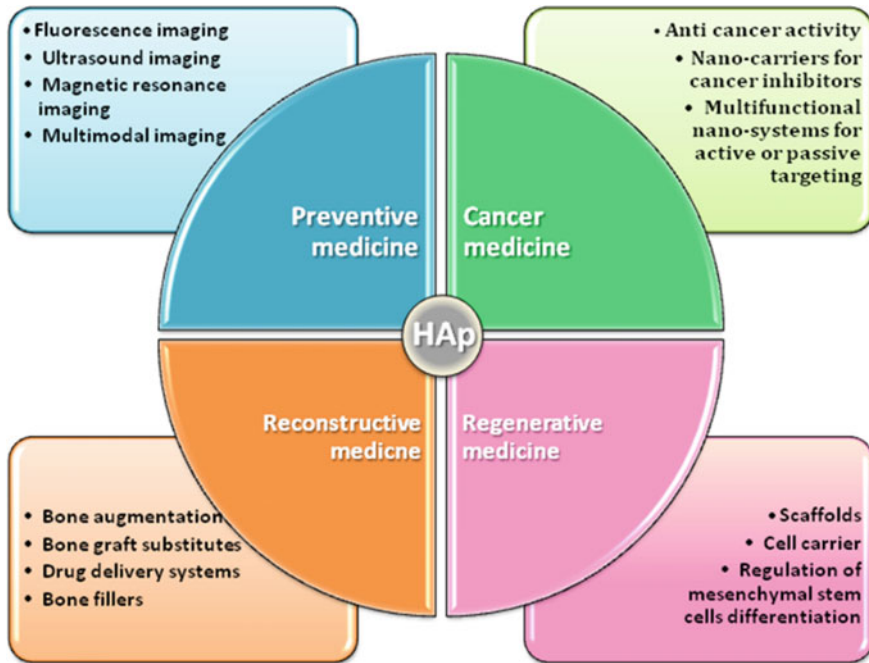 • Fluorescence imaging
• Ultrasound imaging
• Magnetic resonance
imaging
• Multimodal imaging
• Anti cancer activity
• Nano-carriers for
cancer inhibitors
• Multifunctional
nano-systems for
active or passive
targeting
Preventive
medicine
Cancer
medicine
HAp
Reconstructive
medicne
Regenerative
medicine
• Bone augmentation
• Bone graft substitutes
• Drug delivery systems
• Bone fillers
• Scaffolds
• Cell carrier
• Regulation of
mesenchymal stem
cells differentiation